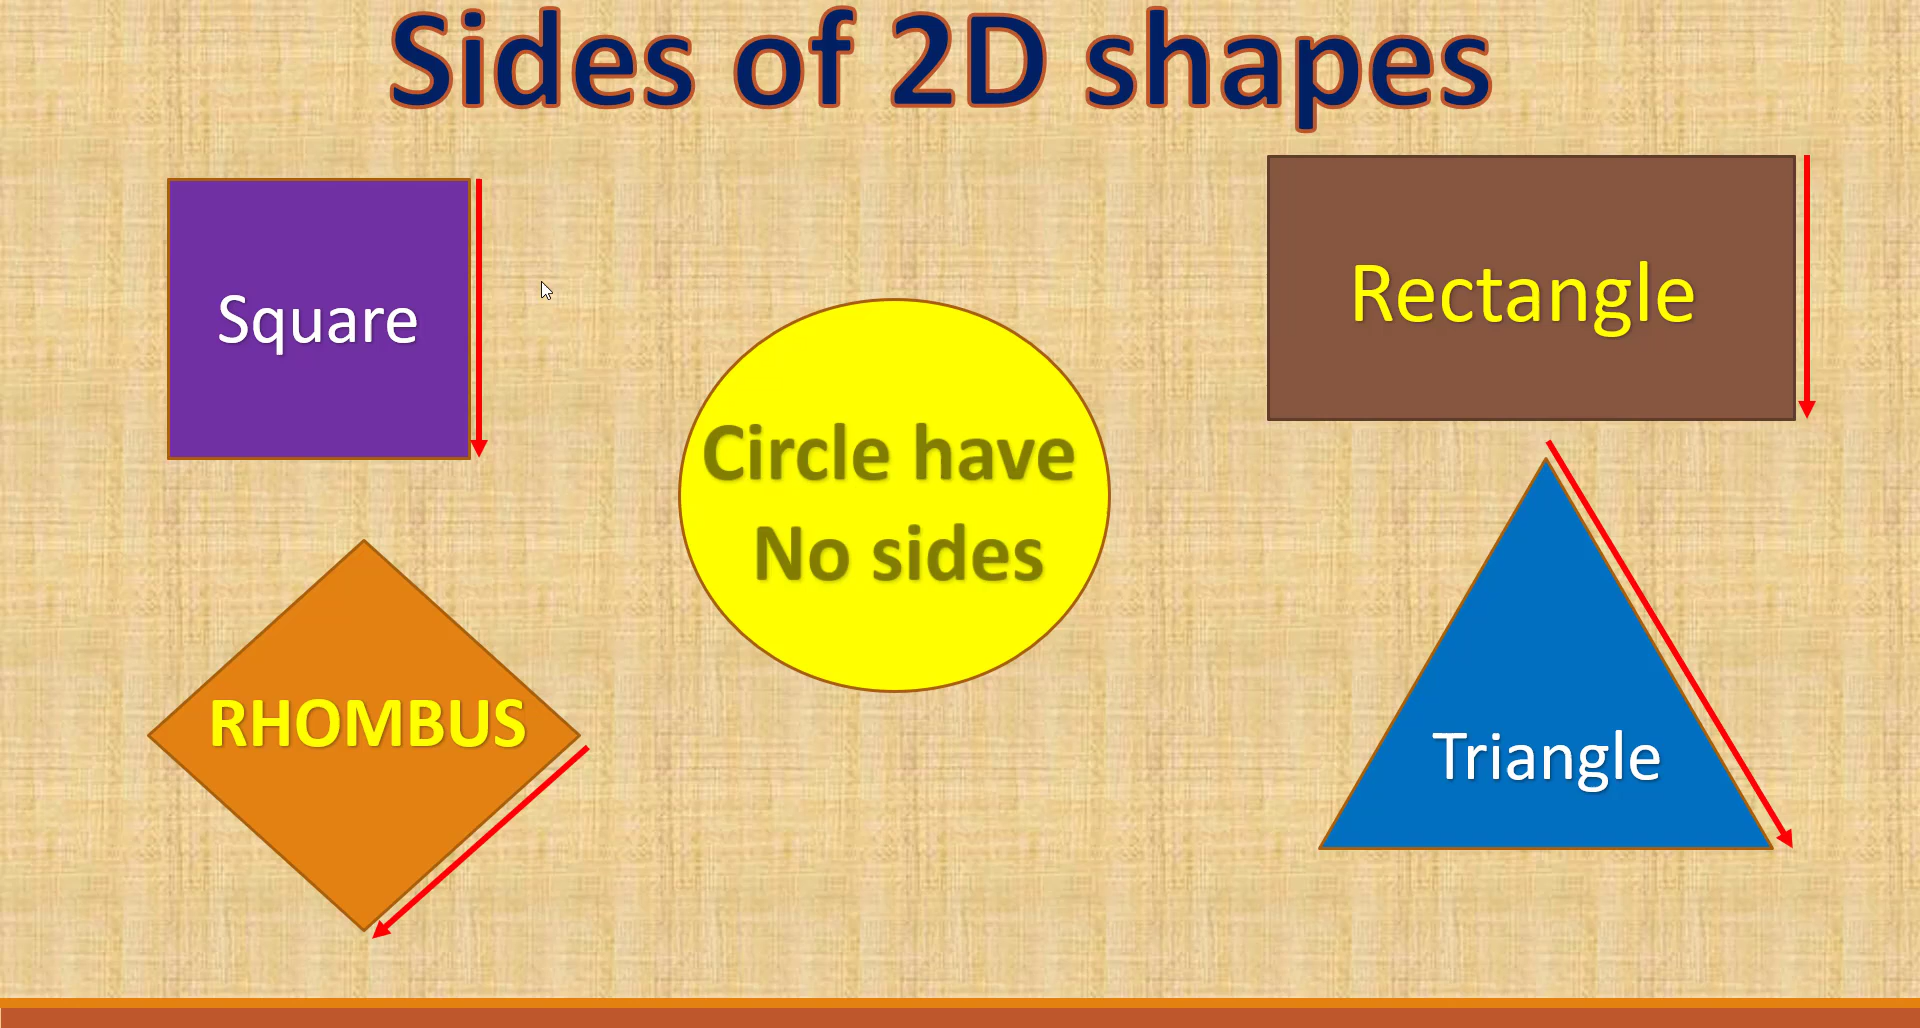 Sides of 2D shapes
Square
Rectangle
Circle have
No sides
RHOMBUS
Triangle